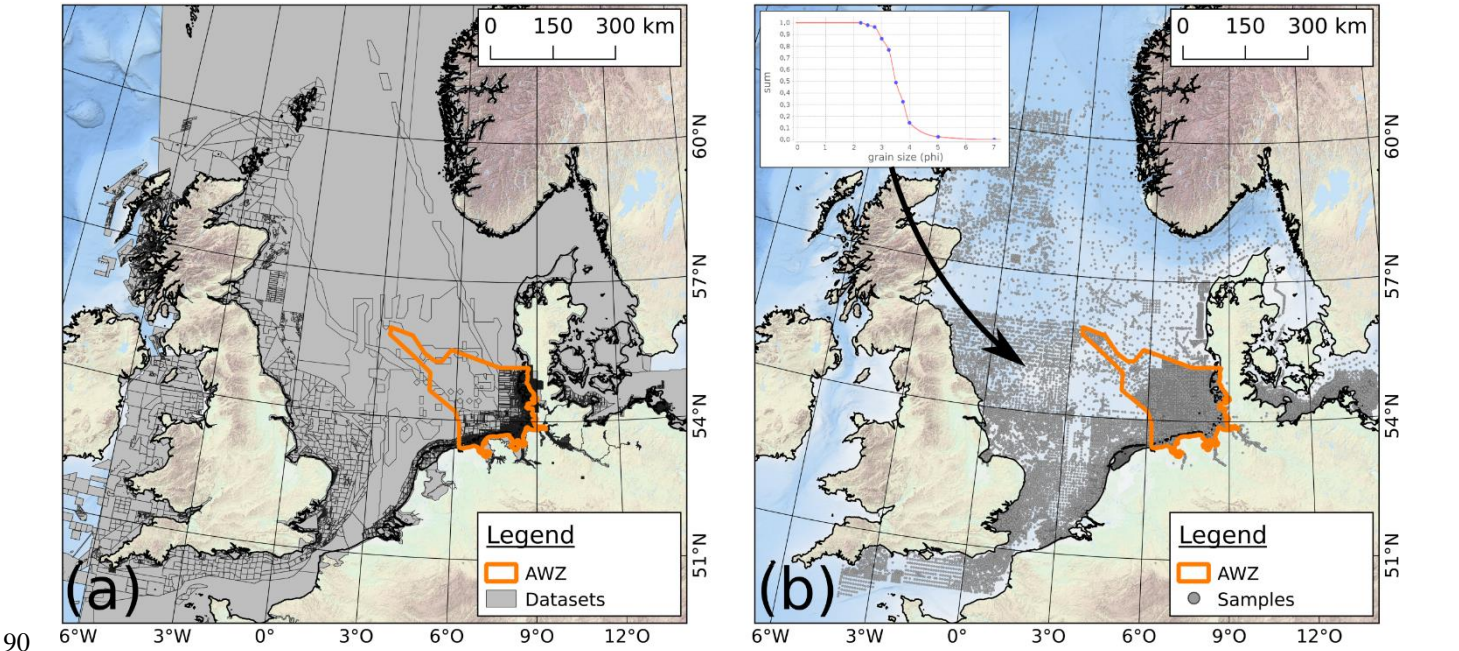 0 150 300 km
60°N
57°N
54°N
51°N
Legend
AWZ
Datasets
(a)
6°W 3°W 0° 3°O 6°O 9°O 12°O
1,0
0,9
0,8
0,7
0,6
0,5
0,4
0,3
0,2
0,1
0,0
sum
0 1 2 3 4 5 6 7
grain size (phi)
0 150 300 km
60°N
57°N
54°N
51°N
Legend
AWZ
Samples
(b)
6°W 3°W 0° 3°O 6°O 9°O 12°O
90